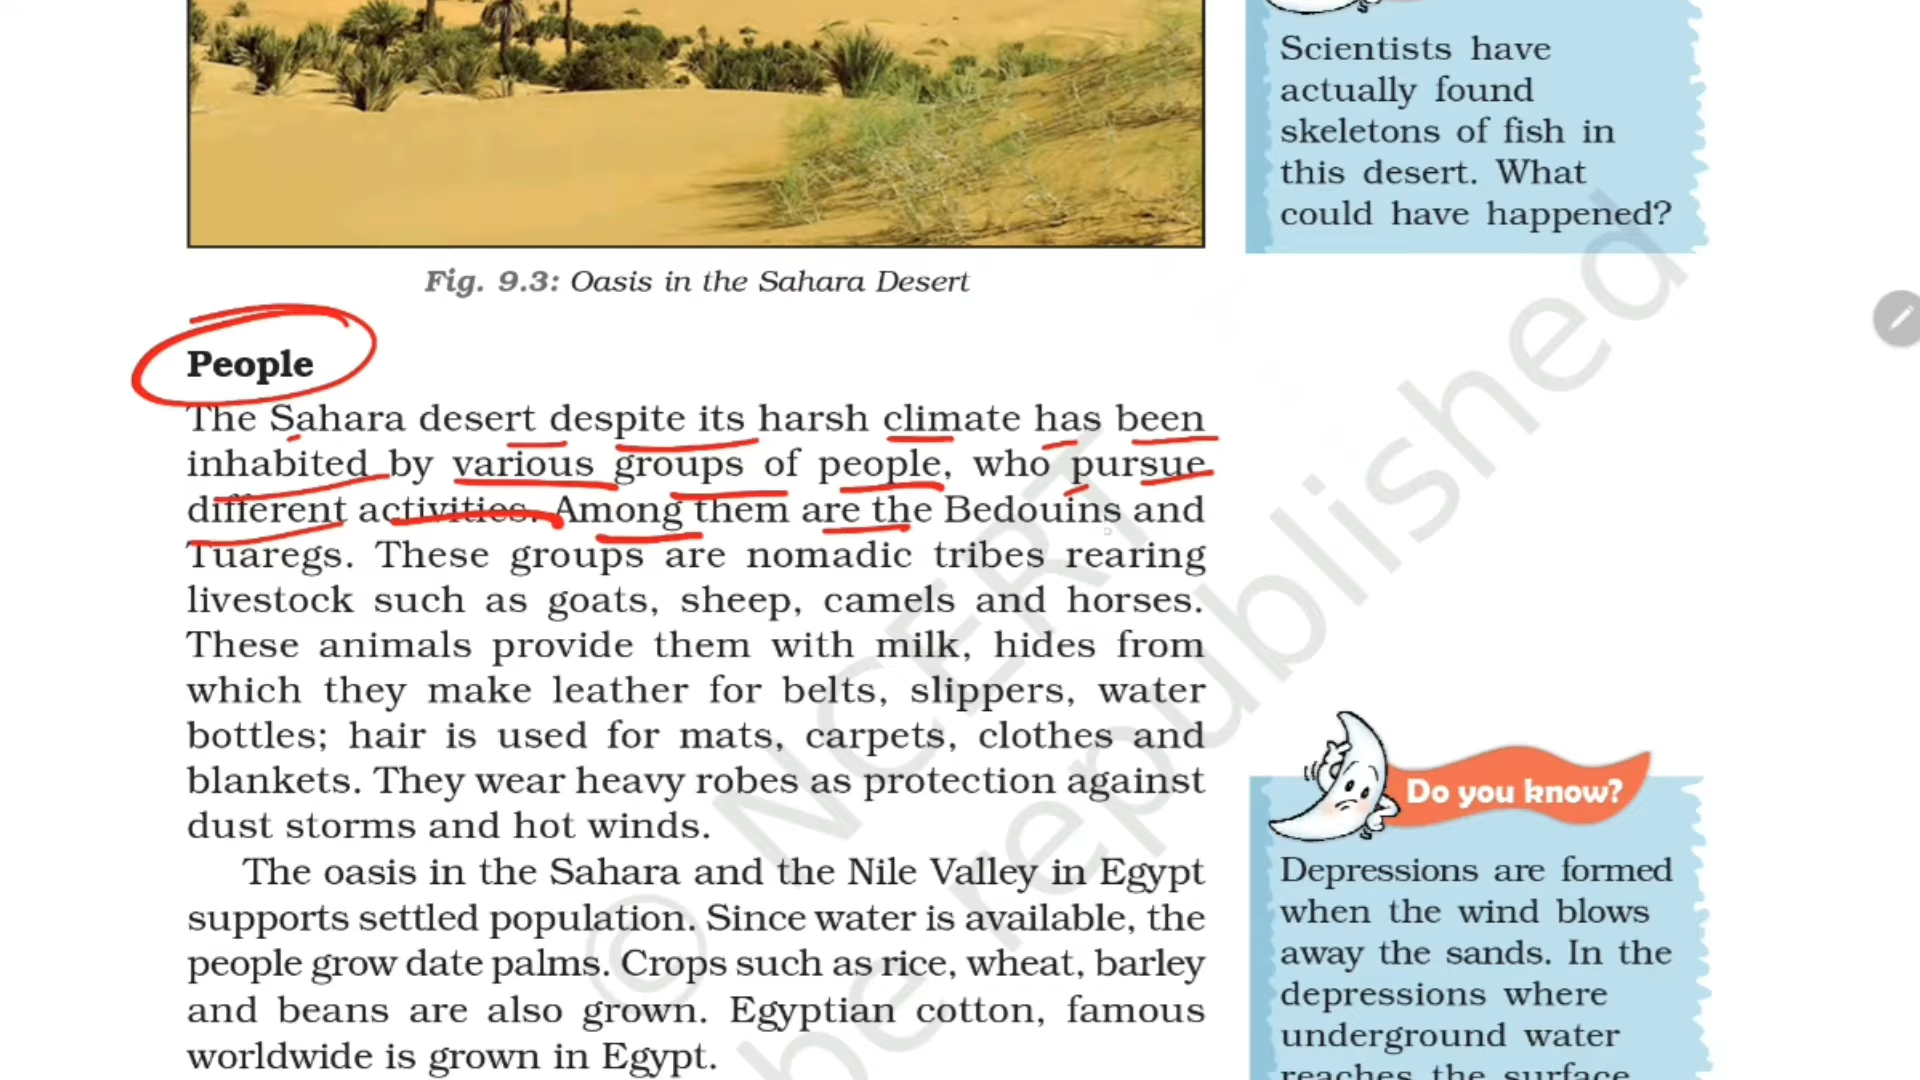 Scientists have
actually found
skeletons of fish in
this desert. What
could have happened?
Fig. 9.3: Oasis in the Sahara Desert
People
The Sahara desert despite its harsh climate has been
inhabited by various groups of people, who pursue
different activities. Among them are the Bedouins and
Tuaregs. These groups are nomadic tribes rearing
livestock such as goats, sheep, camels and horses.
These animals provide them with milk, hides from
which they make leather for belts, slippers, water
bottles; hair is used for mats, carpets, clothes and
blankets. They wear heavy robes as protection against
dust storms and hot winds.
The oasis in the Sahara and the Nile Valley in Egypt
supports settled population. Since water is available, the
people grow date palms. Crops such as rice, wheat, barley
and beans are also grown. Egyptian cotton, famous
worldwide is grown in Egypt.
Do you know?
Depressions are formed
when the wind blows
away the sands. In the
depressions where
underground water
reaches the surface
© NCERT
be republished